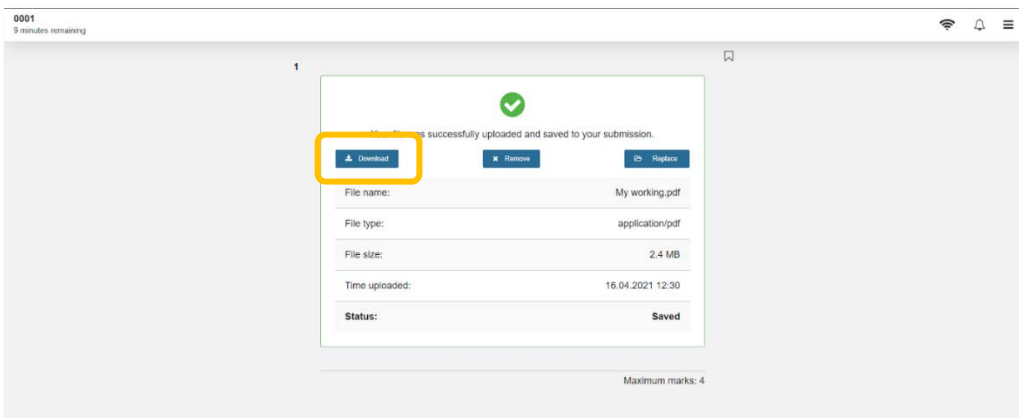 0001
9 minutes remaining
1
successfully uploaded and saved to your submission.
Download Remove Replace
File name: My working.pdf
File type: application/pdf
File size: 2.4 MB
Time uploaded: 16.04.2021 12:30
Status: Saved
Maximum marks: 4